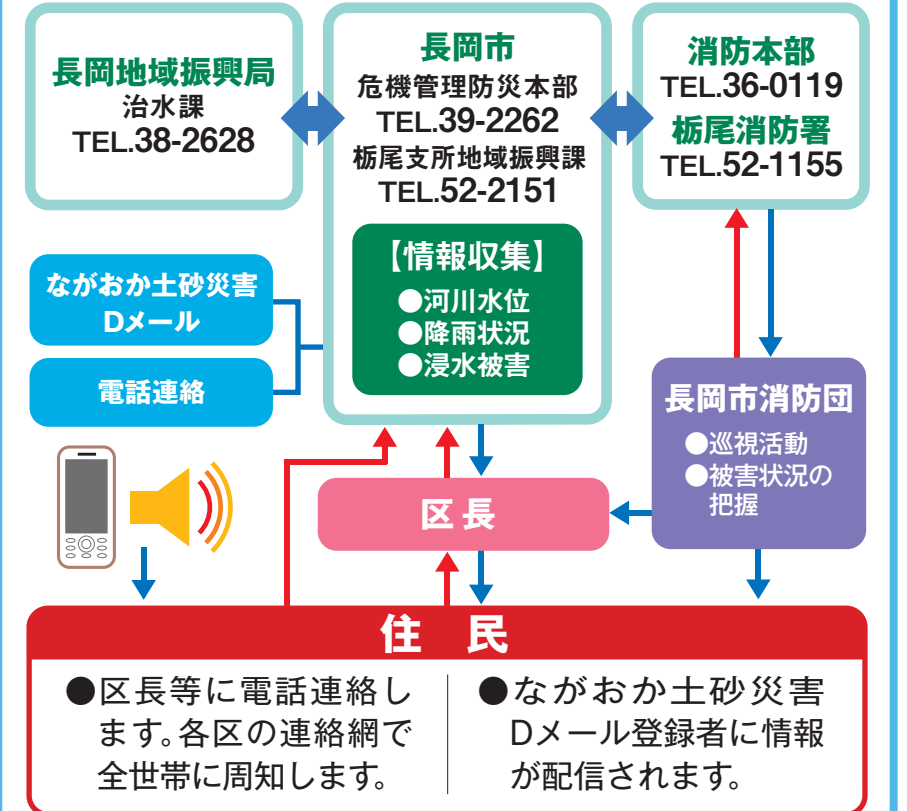 長岡地域振興局
治水課
TEL.38-2628
長岡市
危機管理防災本部
TEL.39-2262
栃尾支所地域振興課
TEL.52-2151
【情報収集】
●河川水位
●降雨状況
●浸水被害
消防本部
TEL.36-0119
栃尾消防署
TEL.52-1155
ながおか土砂災害
Dメール
電話連絡
長岡市消防団
●巡視活動
●被害状況の
把握
区長
住 民
●区長等に電話連絡し
ます。各区の連絡網で
全世帯に周知します。
●ながおか土砂災害
Dメール登録者に情報
が配信されます。